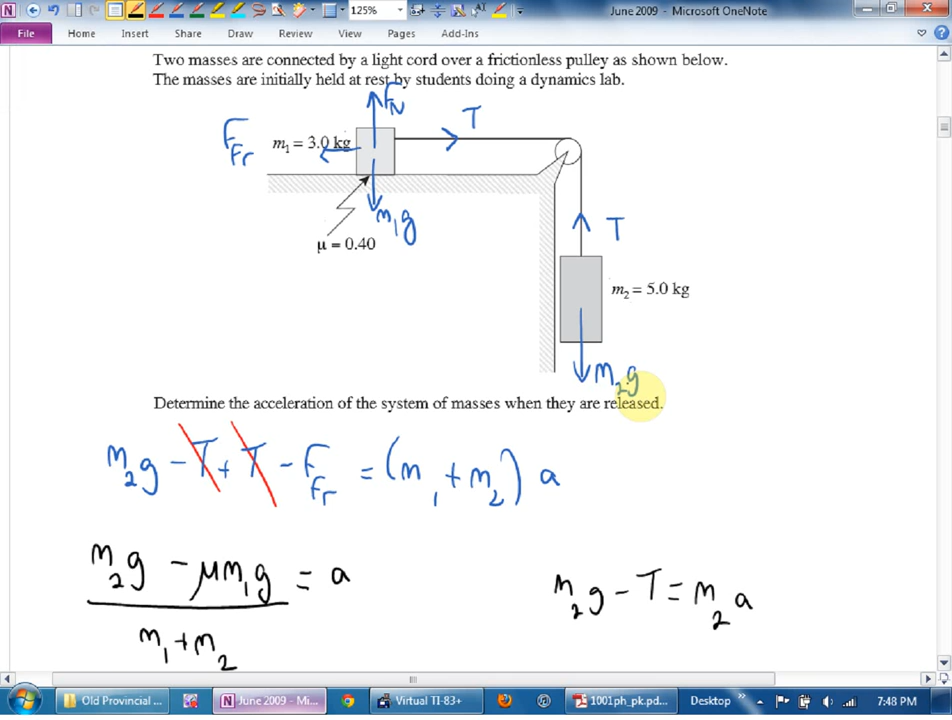 June 2009 - Microsoft OneNote
125%
File Home Insert Share Draw Review View Pages Add-Ins
Two masses are connected by a light cord over a frictionless pulley as shown below.
The masses are initially held at rest by students doing a dynamics lab.
F_N
T
F_Fr
m₁ = 3.0 kg
m₁g
μ = 0.40
T
m₂ = 5.0 kg
m₂g
Determine the acceleration of the system of masses when they are released.
m₂g - T + T - F_Fr = (m₁ + m₂) a
m₂g - μm₁g = a
m₁ + m₂
m₂g - T = m₂a
Old Provincial ... June 2009 - Mi... Virtual TI-83+ 1001ph_pk.pd... Desktop 7:48 PM